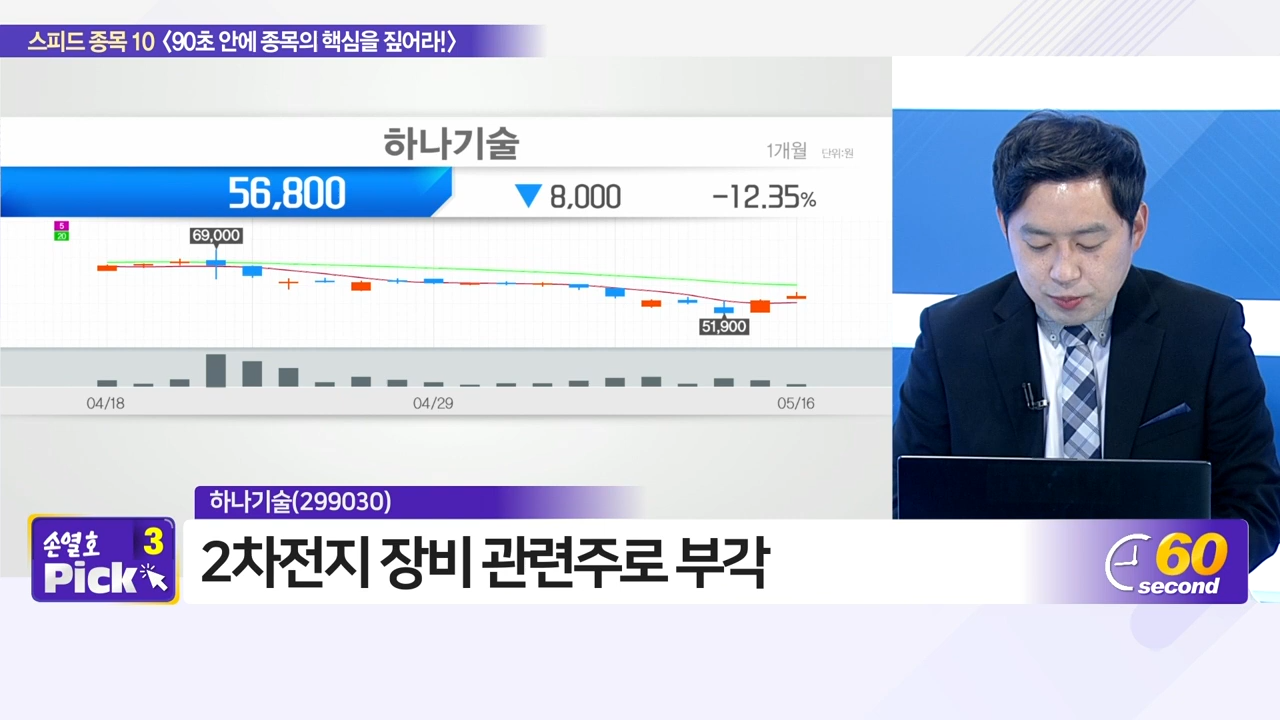 스피드 종목 10 〈90초 안에 종목의 핵심을 짚어라!〉
하나기술
1개월 단위:원
56,800 ▼ 8,000 -12.35%
5
20
69,000
51,900
04/18 04/29 05/16
하나기술(299030)
손열호 3
Pick
2차전지 장비 관련주로 부각
60
second